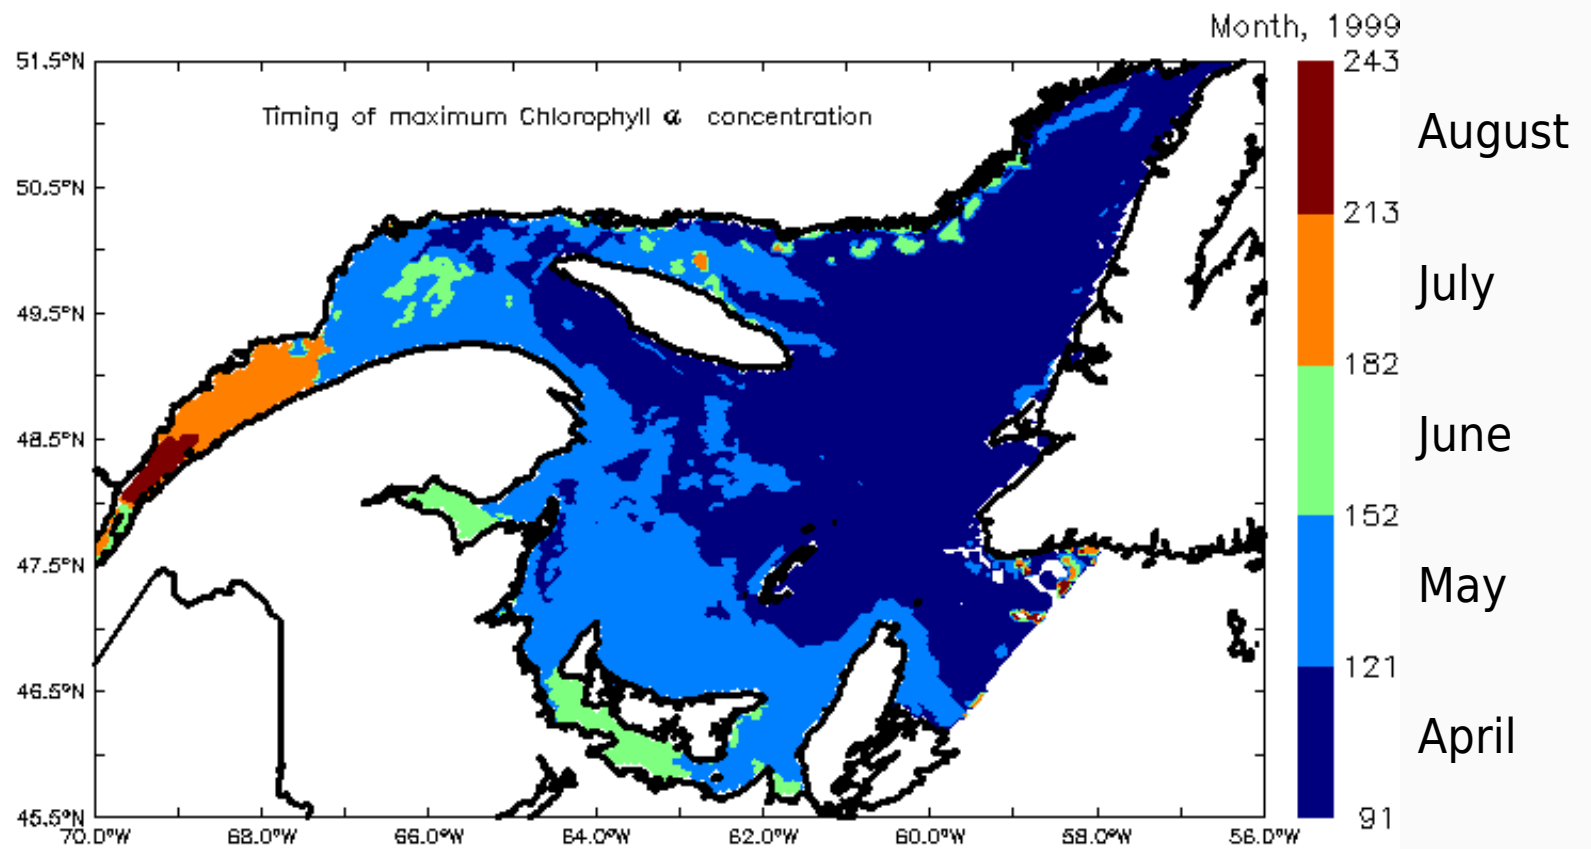 Month, 1999
51.5°N
Timing of maximum Chlorophyll a concentration
50.5°N
49.5°N
48.5°N
47.5°N
46.5°N
45.5°N
70.0°W 68.0°W 66.0°W 64.0°W 62.0°W 60.0°W 58.0°W 56.0°W
243
August
213
July
182
June
152
May
121
April
91